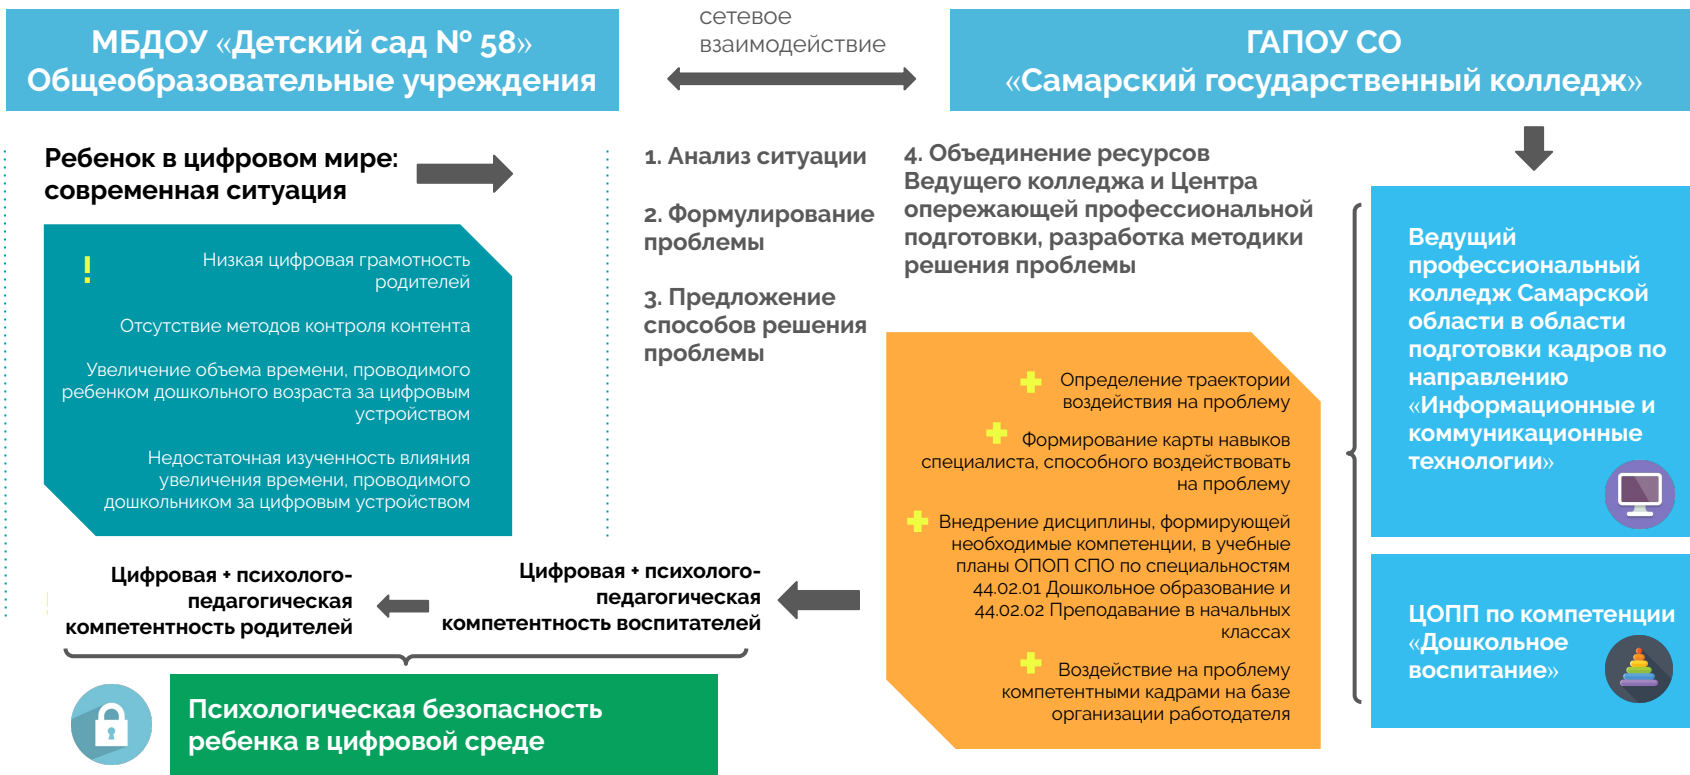 МБДОУ «Детский сад № 58»
Общеобразовательные учреждения
сетевое
взаимодействие
ГАПОУ СО
«Самарский государственный колледж»
Ребенок в цифровом мире:
современная ситуация
!
Низкая цифровая грамотность
родителей
Отсутствие методов контроля контента
Увеличение объема времени, проводимого
ребенком дошкольного возраста за цифровым
устройством
Недостаточная изученность влияния
увеличения времени, проводимого
дошкольником за цифровым устройством
1. Анализ ситуации
2. Формулирование
проблемы
3. Предложение
способов решения
проблемы
4. Объединение ресурсов
Ведущего колледжа и Центра
опережающей профессиональной
подготовки, разработка методики
решения проблемы
Определение траектории
воздействия на проблему
Формирование карты навыков
специалиста, способного воздействовать
на проблему
Внедрение дисциплины, формирующей
необходимые компетенции, в учебные
планы ОПОП СПО по специальностям
44.02.01 Дошкольное образование и
44.02.02 Преподавание в начальных
классах
Воздействие на проблему
компетентными кадрами на базе
организации работодателя
Ведущий
профессиональный
колледж Самарской
области в области
подготовки кадров по
направлению
«Информационные и
коммуникационные
технологии»
ЦОПП по компетенции
«Дошкольное
воспитание»
Цифровая + психолого-
педагогическая
компетентность воспитателей
Цифровая + психолого-
педагогическая
компетентность родителей
Психологическая безопасность
ребенка в цифровой среде